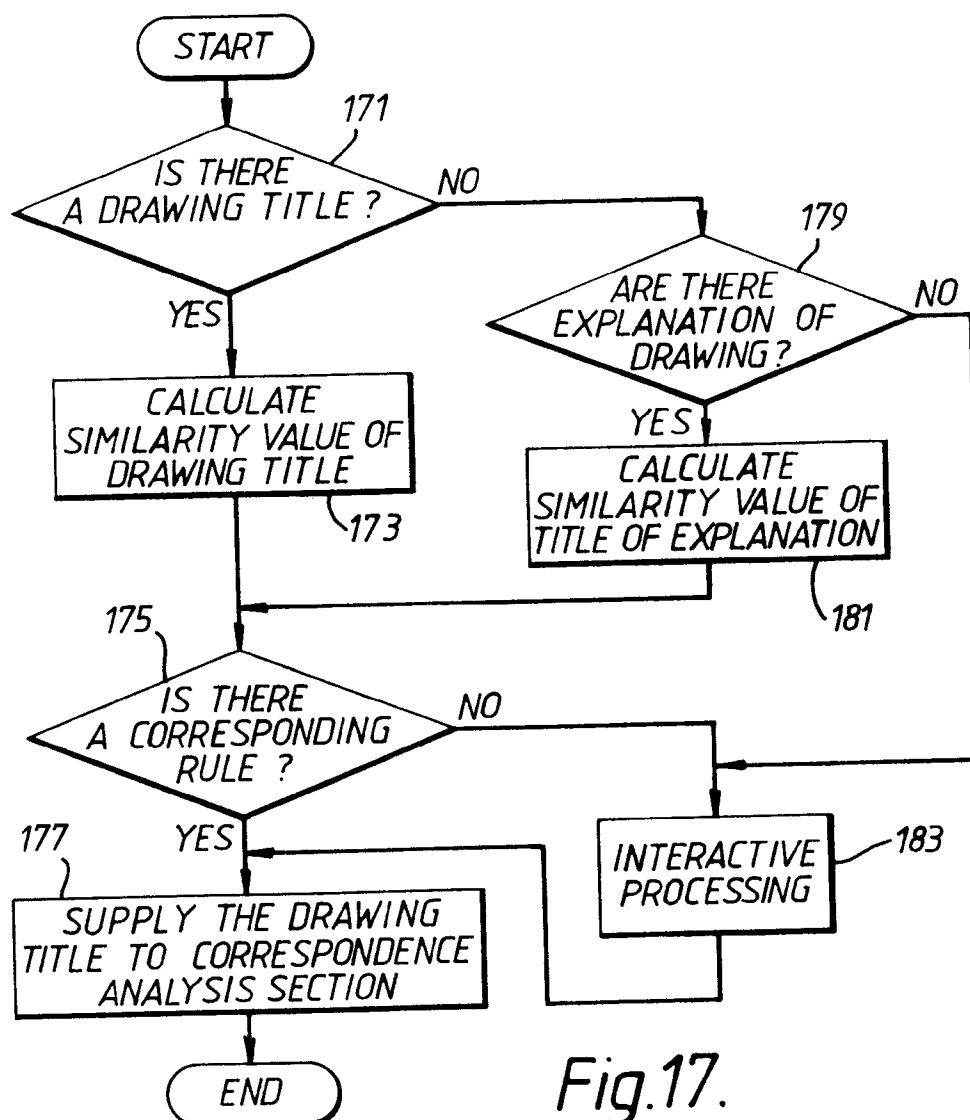 START
171
IS THERE
A DRAWING TITLE ?
NO
YES
179
ARE THERE
EXPLANATION OF
DRAWING?
NO
YES
CALCULATE
SIMILARITY VALUE OF
DRAWING TITLE
173
CALCULATE
SIMILARITY VALUE OF
TITLE OF EXPLANATION
181
175
IS THERE
A CORRESPONDING
RULE ?
NO
YES
177
SUPPLY THE DRAWING
TITLE TO CORRESPONDENCE
ANALYSIS SECTION
INTERACTIVE
PROCESSING
183
END
Fig.17.